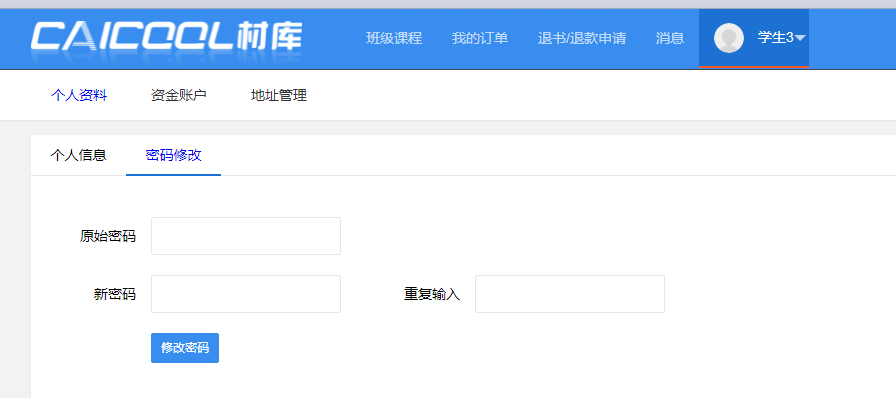 CAICOOL村库 班级课程 我的订单 退书/退款申请 消息 学生3
个人资料 资金账户 地址管理
个人信息 密码修改
原始密码
新密码 重复输入
修改密码